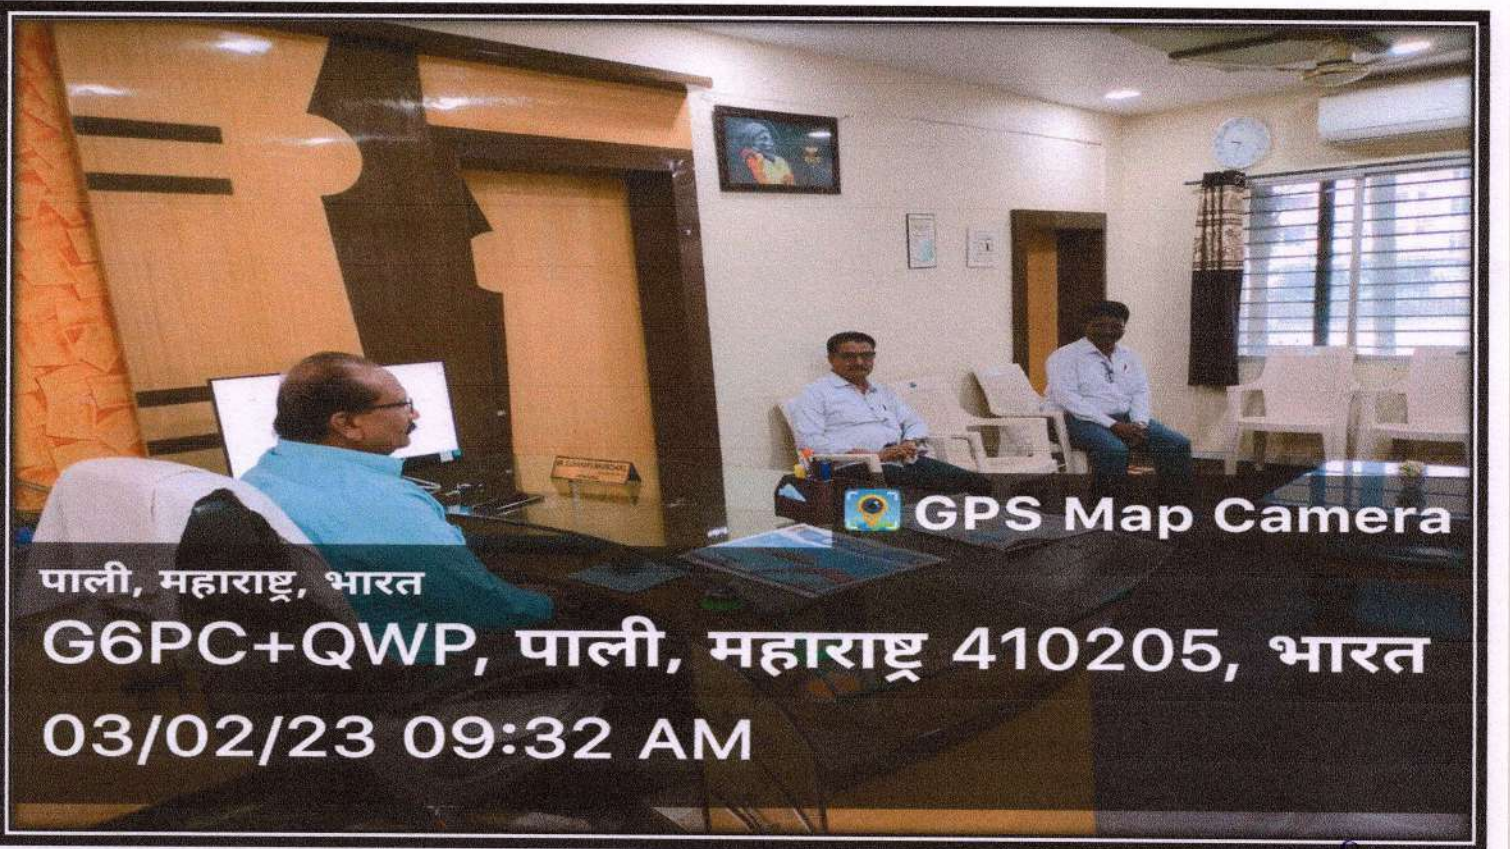 GPS Map Camera
पाली, महाराष्ट्र, भारत
G6PC+QWP, पाली, महाराष्ट्र 410205, भारत
03/02/23 09:32 AM